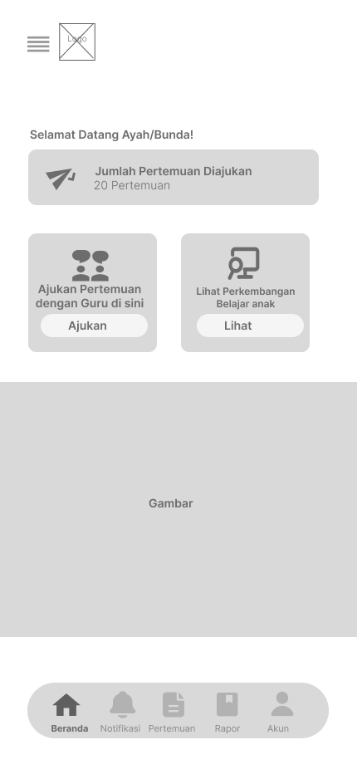 Logo
Selamat Datang Ayah/Bunda!
Jumlah Pertemuan Diajukan
20 Pertemuan
Ajukan Pertemuan
dengan Guru di sini
Ajukan
Lihat Perkembangan
Belajar anak
Lihat
Gambar
Beranda
Notifikasi
Pertemuan
Rapor
Akun